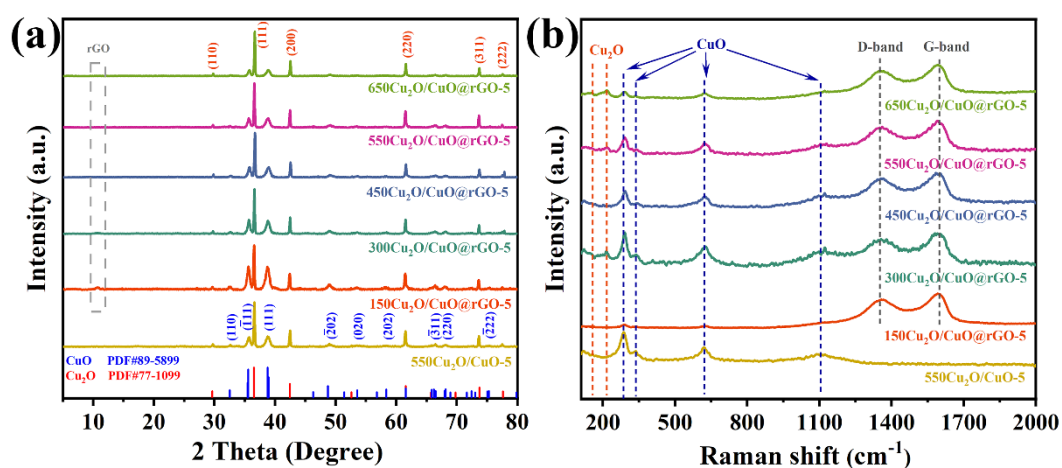 (a)
rGO
(110)
(111)
(200)
(220)
(311)
(222)
650Cu₂O/CuO@rGO-5
550Cu₂O/CuO@rGO-5
450Cu₂O/CuO@rGO-5
300Cu₂O/CuO@rGO-5
150Cu₂O/CuO@rGO-5
(110)
(1̄11)
(111)
(2̄02)
(020)
(202)
(3̄11)
(220)
(222)
550Cu₂O/CuO-5
CuO PDF#89-5899
Cu₂O PDF#77-1099
10 20 30 40 50 60 70 80
2 Theta (Degree)
Intensity (a.u.)
(b)
Cu₂O
CuO
D-band
G-band
650Cu₂O/CuO@rGO-5
550Cu₂O/CuO@rGO-5
450Cu₂O/CuO@rGO-5
300Cu₂O/CuO@rGO-5
150Cu₂O/CuO@rGO-5
550Cu₂O/CuO-5
200 500 800 1100 1400 1700 2000
Raman shift (cm⁻¹)
Intensity (a.u.)